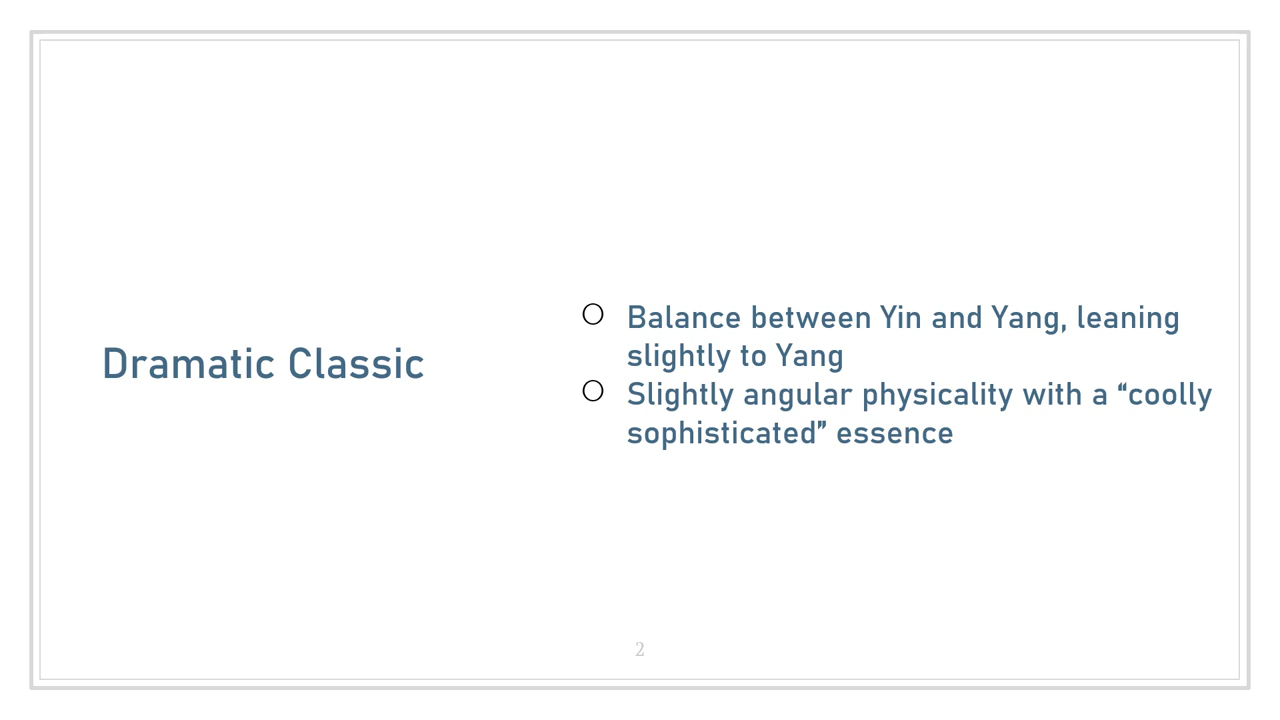 Dramatic Classic
Balance between Yin and Yang, leaning
slightly to Yang
Slightly angular physicality with a “coolly
sophisticated” essence
2